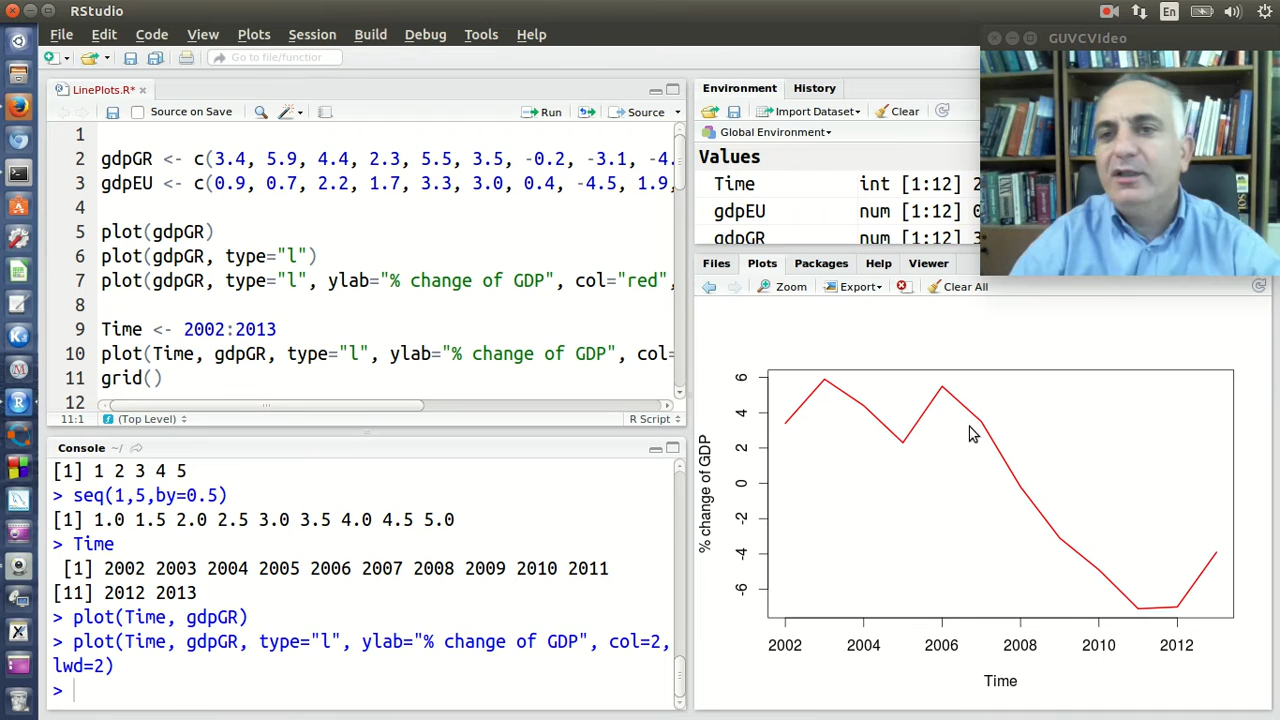 RStudio
En
File Edit Code View Plots Session Build Debug Tools Help
Go to file/function
GUVCVIdeo
LinePlots.R*
Source on Save
Run
Source
1
2 gdpGR <- c(3.4, 5.9, 4.4, 2.3, 5.5, 3.5, -0.2, -3.1, -4.
3 gdpEU <- c(0.9, 0.7, 2.2, 1.7, 3.3, 3.0, 0.4, -4.5, 1.9,
4
5 plot(gdpGR)
6 plot(gdpGR, type="l")
7 plot(gdpGR, type="l", ylab="% change of GDP", col="red",
8
9 Time <- 2002:2013
10 plot(Time, gdpGR, type="l", ylab="% change of GDP", col=
11 grid()
12
11:1 (Top Level) R Script
Console ~/
[1] 1 2 3 4 5
> seq(1,5,by=0.5)
[1] 1.0 1.5 2.0 2.5 3.0 3.5 4.0 4.5 5.0
> Time
[1] 2002 2003 2004 2005 2006 2007 2008 2009 2010 2011
[11] 2012 2013
> plot(Time, gdpGR)
> plot(Time, gdpGR, type="l", ylab="% change of GDP", col=2,
lwd=2)
>
Environment History
Import Dataset Clear
Global Environment
Values
Time int [1:12] 2
gdpEU num [1:12] 0
gdpGR num [1:12] 3
Files Plots Packages Help Viewer
Zoom Export Clear All
6
4
2
0
-2
-4
-6
% change of GDP
2002 2004 2006 2008 2010 2012
Time